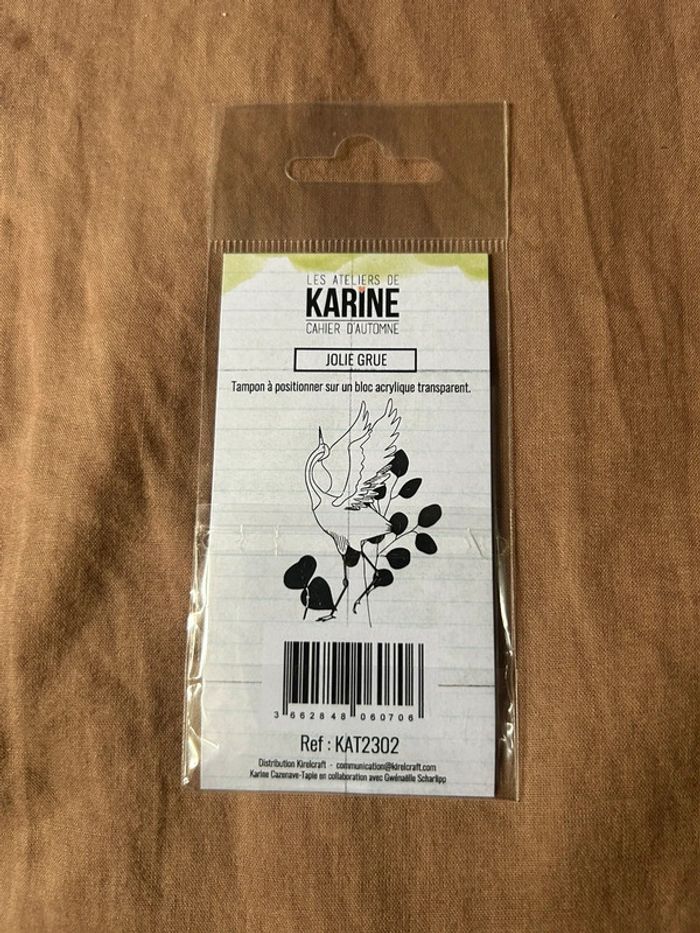 LES ATELIERS DE
KARINE
CAHIER D'AUTOMNE
JOLIE GRUE
Tampon à positionner sur un bloc acrylique transparent.
3 662848 060706
Ref : KAT2302
Distribution Kirelcraft - communication@kirelcraft.com
Karine Cazenave-Tapie en collaboration avec Gwénaëlle Scharlipp